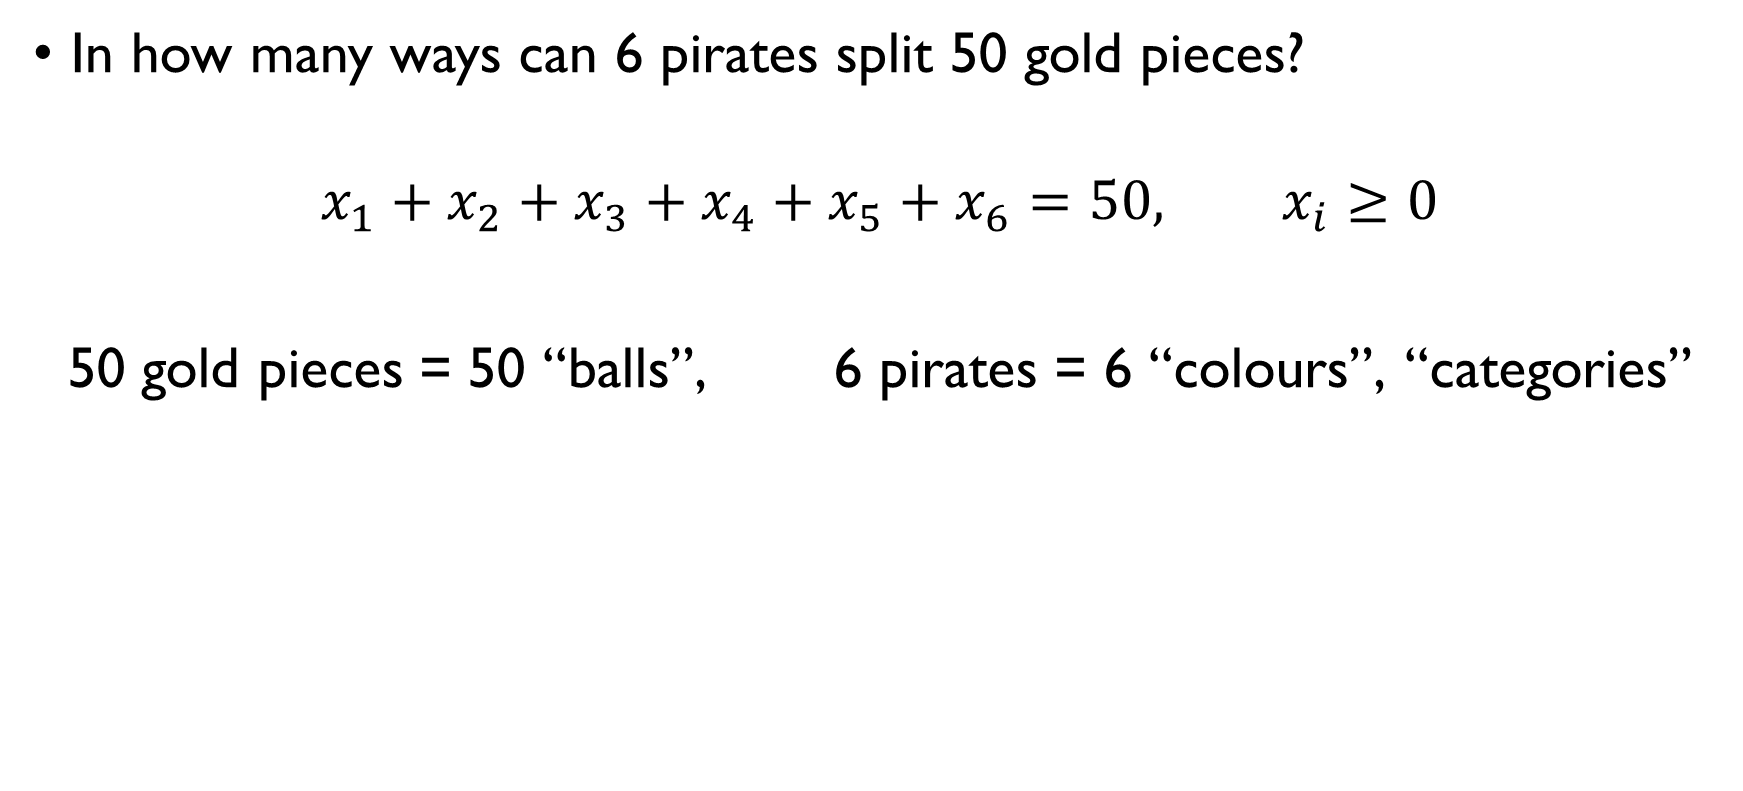 • In how many ways can 6 pirates split 50 gold pieces?
x₁ + x₂ + x₃ + x₄ + x₅ + x₆ = 50, xᵢ ≥ 0
50 gold pieces = 50 “balls”, 6 pirates = 6 “colours”, “categories”